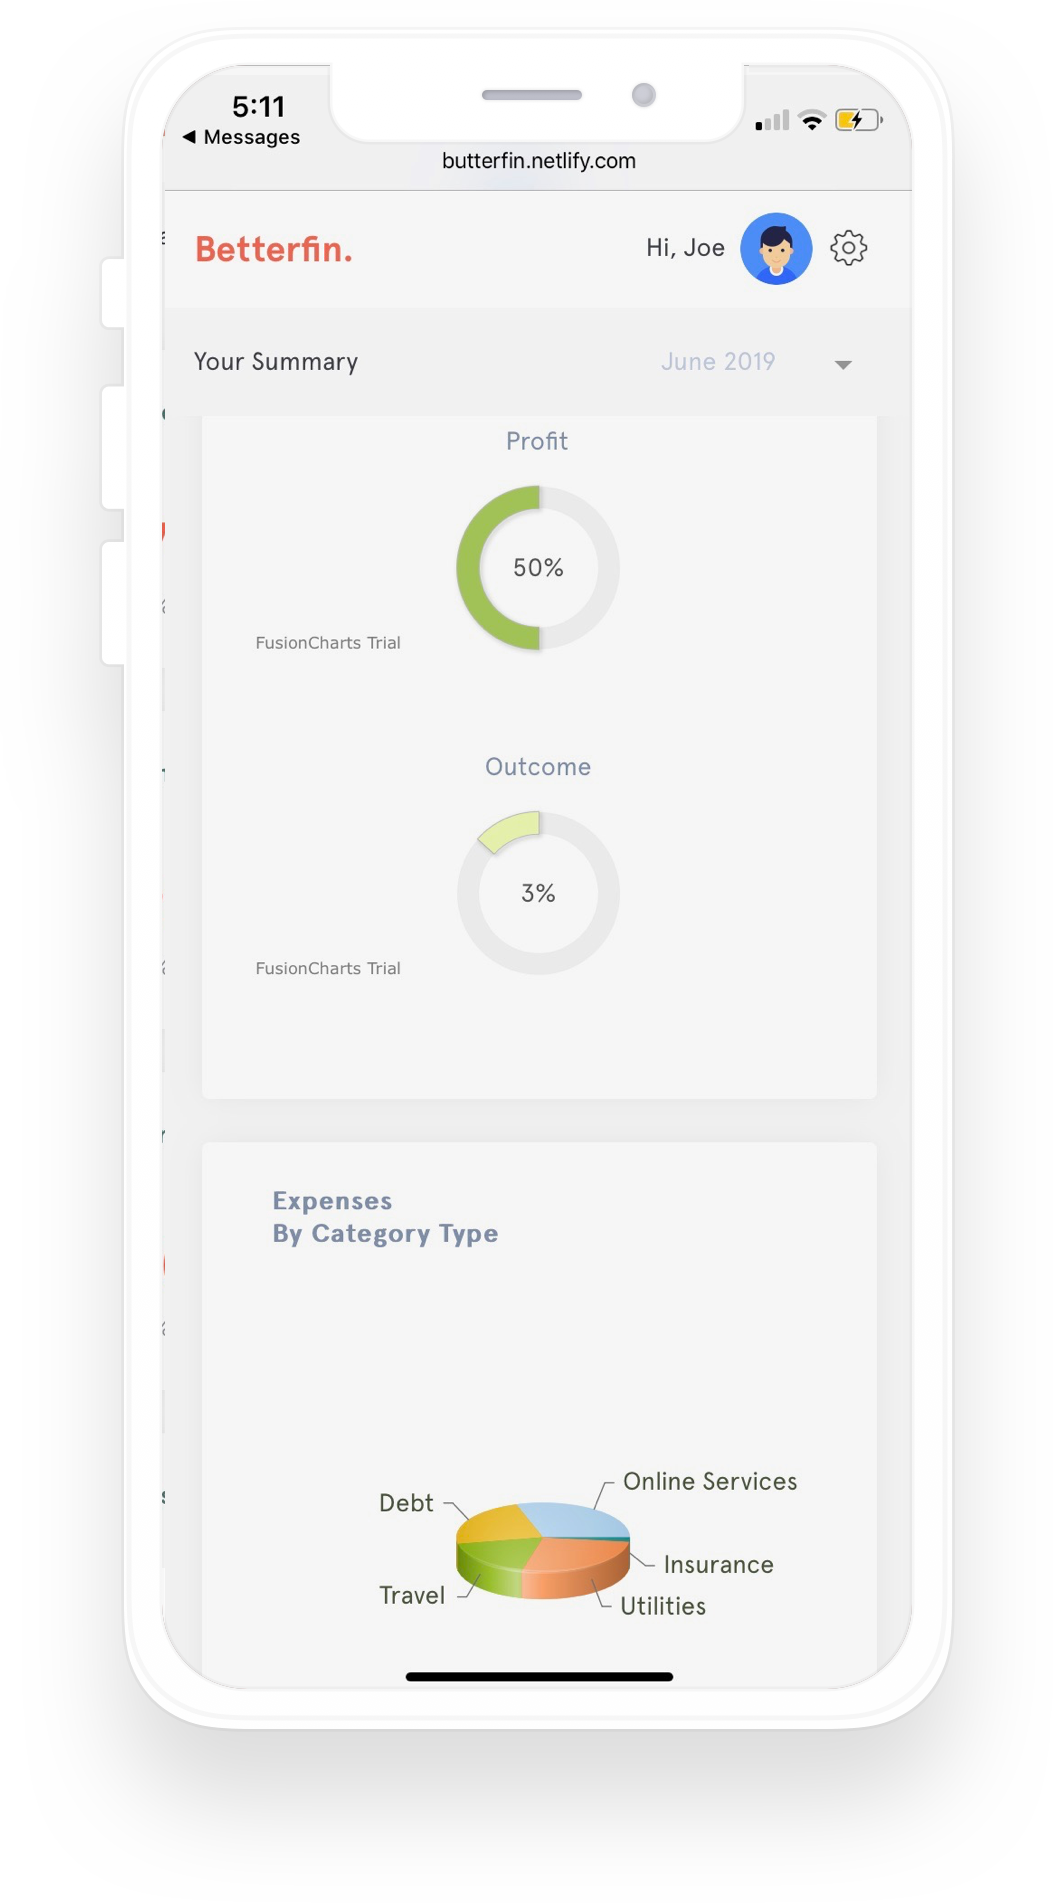 5:11
◀ Messages
butterfin.netlify.com
Betterfin.
Hi, Joe
Your Summary
June 2019
Profit
50%
FusionCharts Trial
Outcome
3%
FusionCharts Trial
Expenses
By Category Type
Online Services
Debt
Insurance
Travel
Utilities